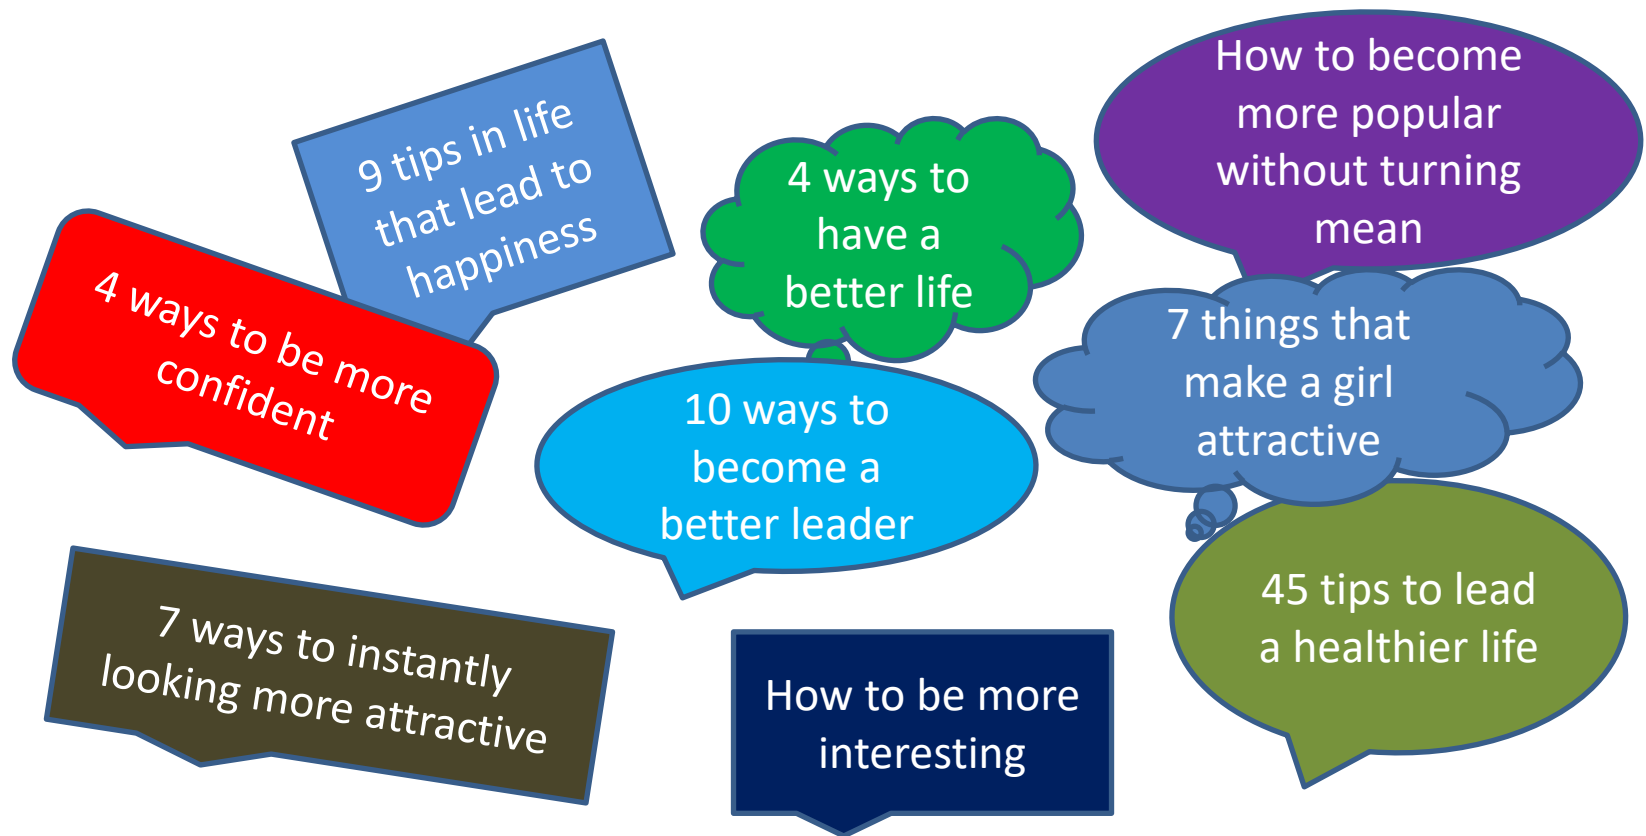 9 tips in life
that lead to
happiness
4 ways to be more
confident
4 ways to
have a
better life
How to become
more popular
without turning
mean
10 ways to
become a
better leader
7 things that
make a girl
attractive
45 tips to lead
a healthier life
7 ways to instantly
looking more attractive
How to be more
interesting